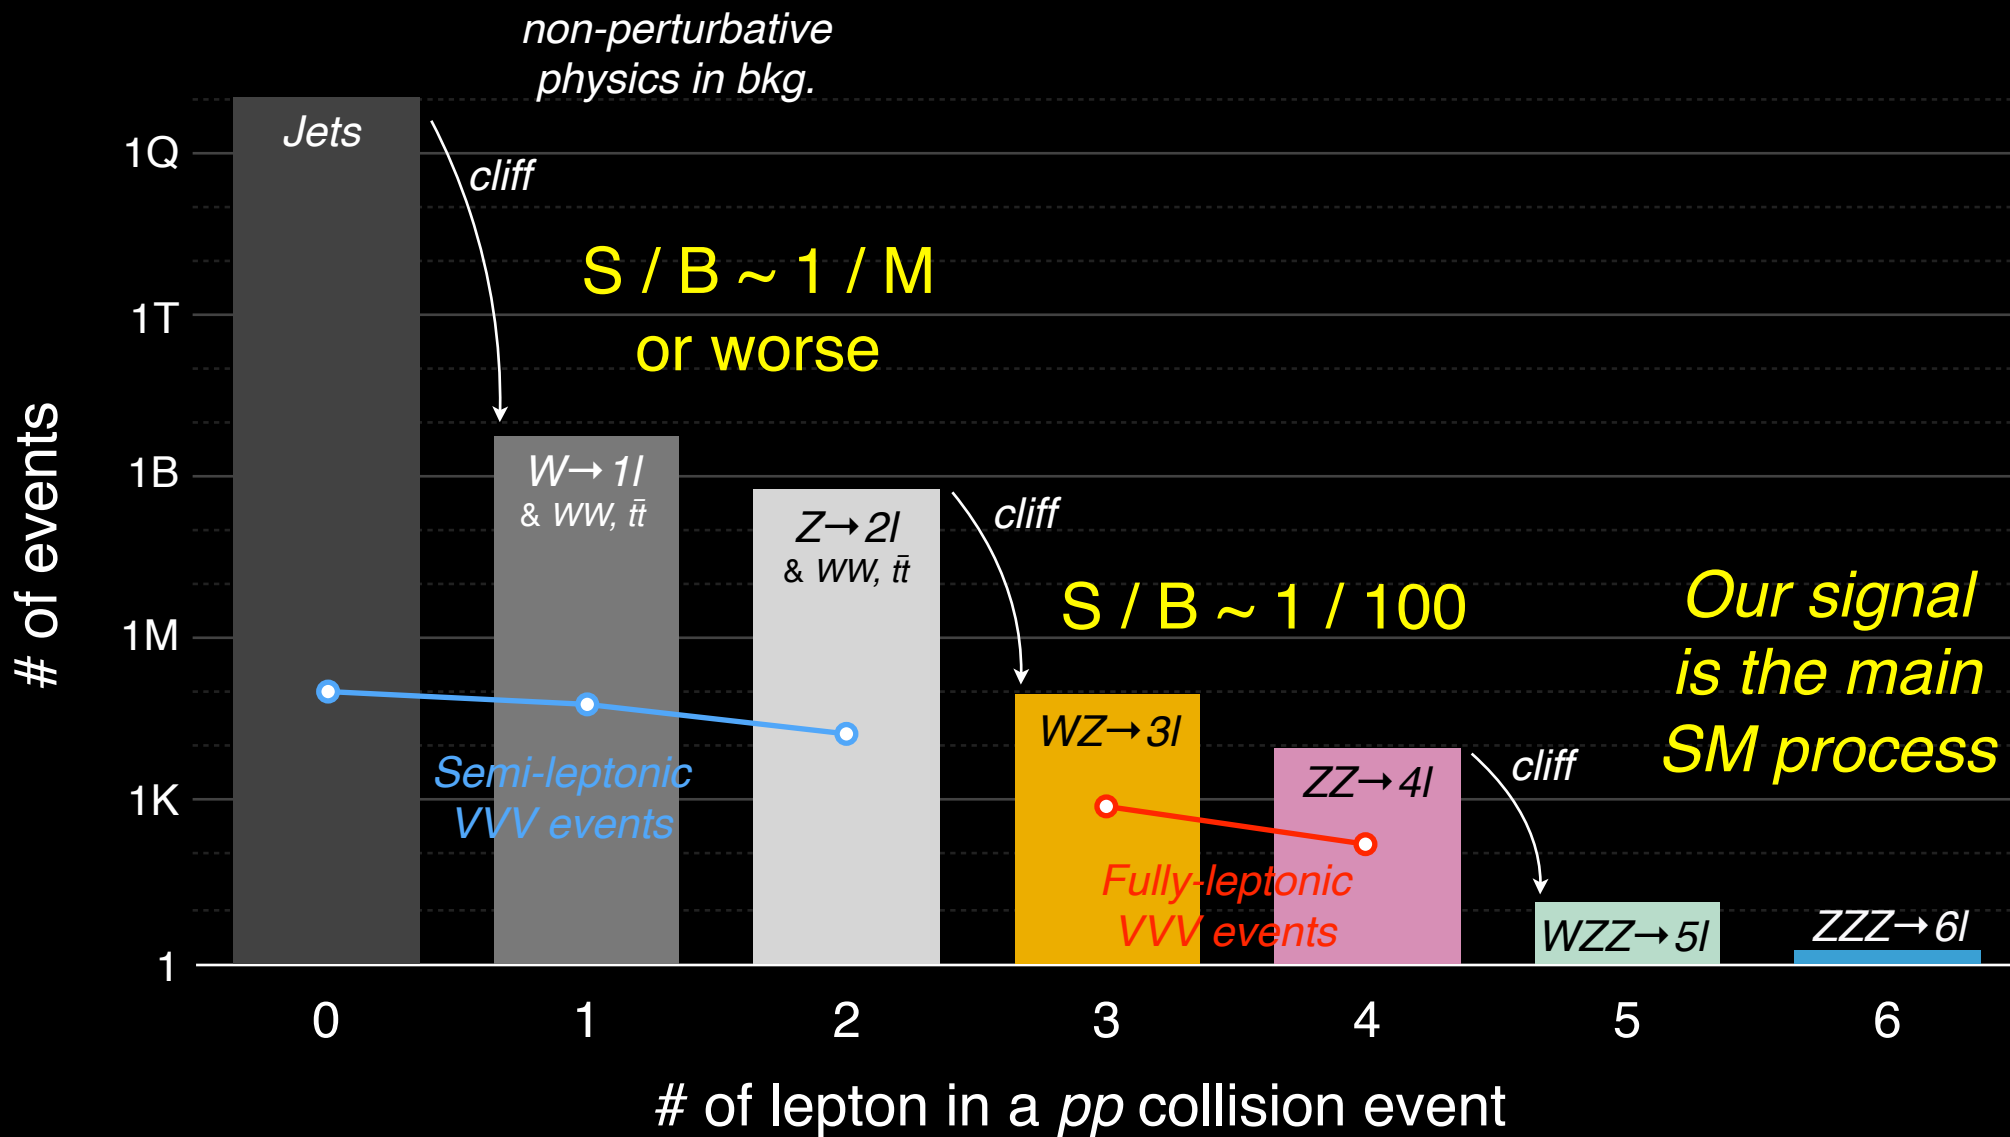 non-perturbative
physics in bkg.
Jets
1Q
cliff
S / B ~ 1 / M
or worse
1T
# of events
1B
W→ 1l
& WW, tt̄
Z→ 2l
& WW, tt̄
cliff
S / B ~ 1 / 100
Our signal
is the main
SM process
1M
WZ→ 3l
ZZ→ 4l
cliff
Semi-leptonic
VVV events
1K
Fully-leptonic
VVV events
WZZ→ 5l
ZZZ→ 6l
1
0 1 2 3 4 5 6
# of lepton in a pp collision event